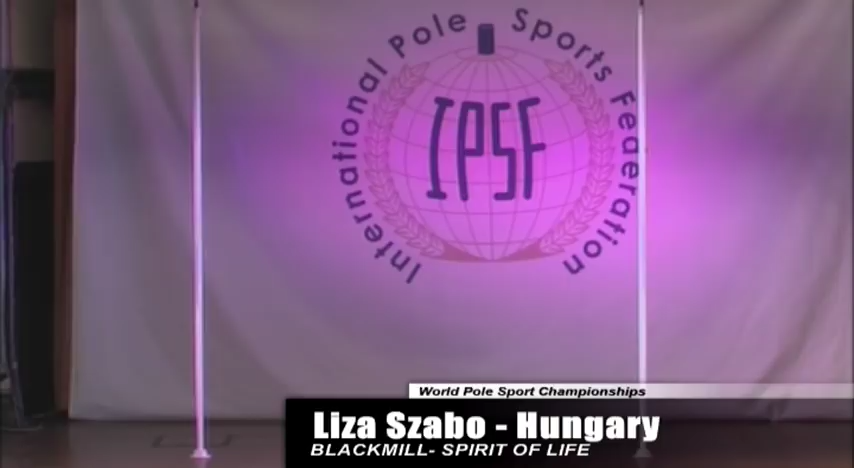 International Pole Sports Federation
IPSF
World Pole Sport Championships
Liza Szabo - Hungary
BLACKMILL- SPIRIT OF LIFE